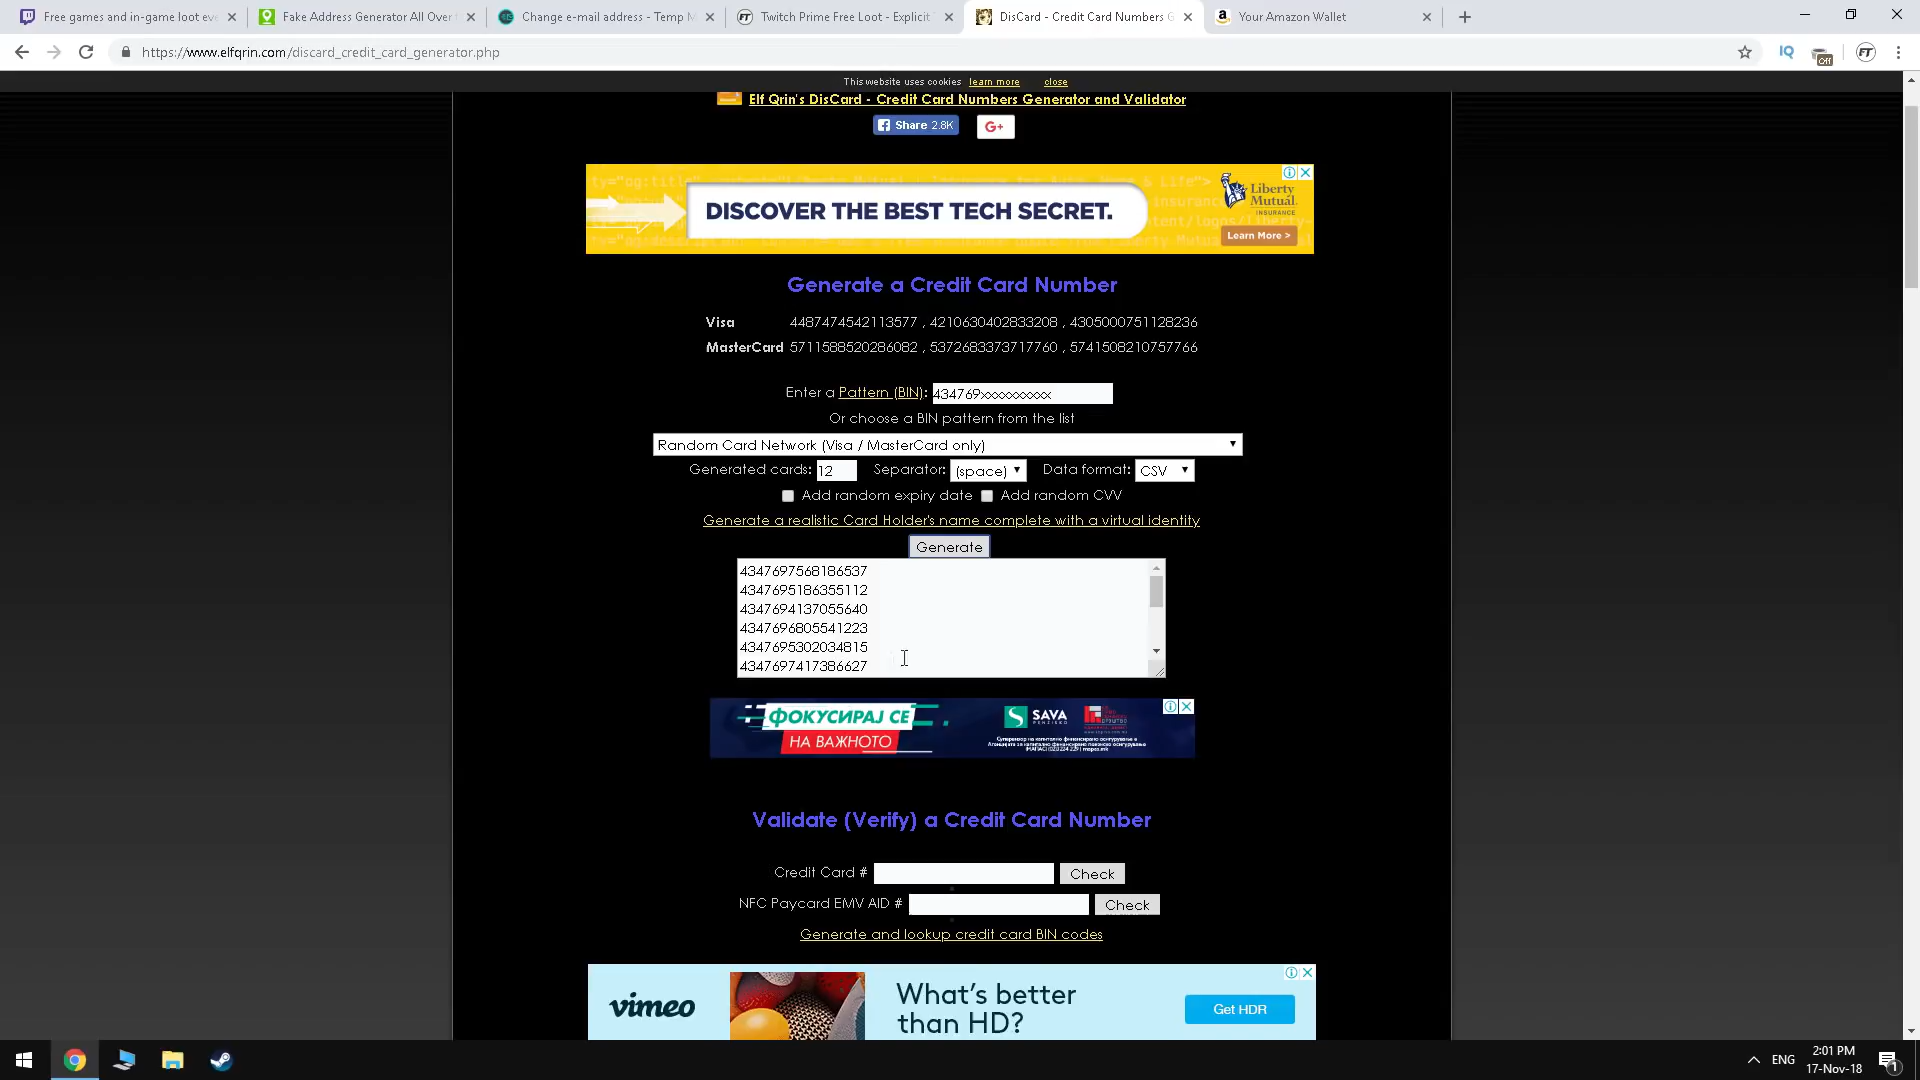 Free games and in-game loot eve
Fake Address Generator All Over
Change e-mail address - Temp M
Twitch Prime Free Loot - Explicit
DisCard - Credit Card Numbers G
Your Amazon Wallet
https://www.elfqrin.com/discard_credit_card_generator.php
IQ
Off
FT
This website uses cookies learn more close
Elf Qrin's DisCard - Credit Card Numbers Generator and Validator
Share 2.8K
G+
DISCOVER THE BEST TECH SECRET.
Liberty Mutual.
INSURANCE
Learn More >
Generate a Credit Card Number
Visa 4487474542113577 , 4210630402833208 , 4305000751128236
MasterCard 5711588520286082 , 5372683373717760 , 5741508210757766
Enter a Pattern (BIN): 434769xxxxxxxxxx
Or choose a BIN pattern from the list
Random Card Network (Visa / MasterCard only)
Generated cards: 12 Separator: (space) Data format: CSV
Add random expiry date Add random CVV
Generate a realistic Card Holder's name complete with a virtual identity
Generate
4347697568186537
4347695186355112
4347694137055640
4347696805541223
4347695302034815
4347697417386627
ФОКУСИРАЈ СЕ
НА ВАЖНОТО
SAVA
Validate (Verify) a Credit Card Number
Credit Card # Check
NFC Paycard EMV AID # Check
Generate and lookup credit card BIN codes
vimeo
What's better
than HD?
Get HDR
ENG
2:01 PM
17-Nov-18
1